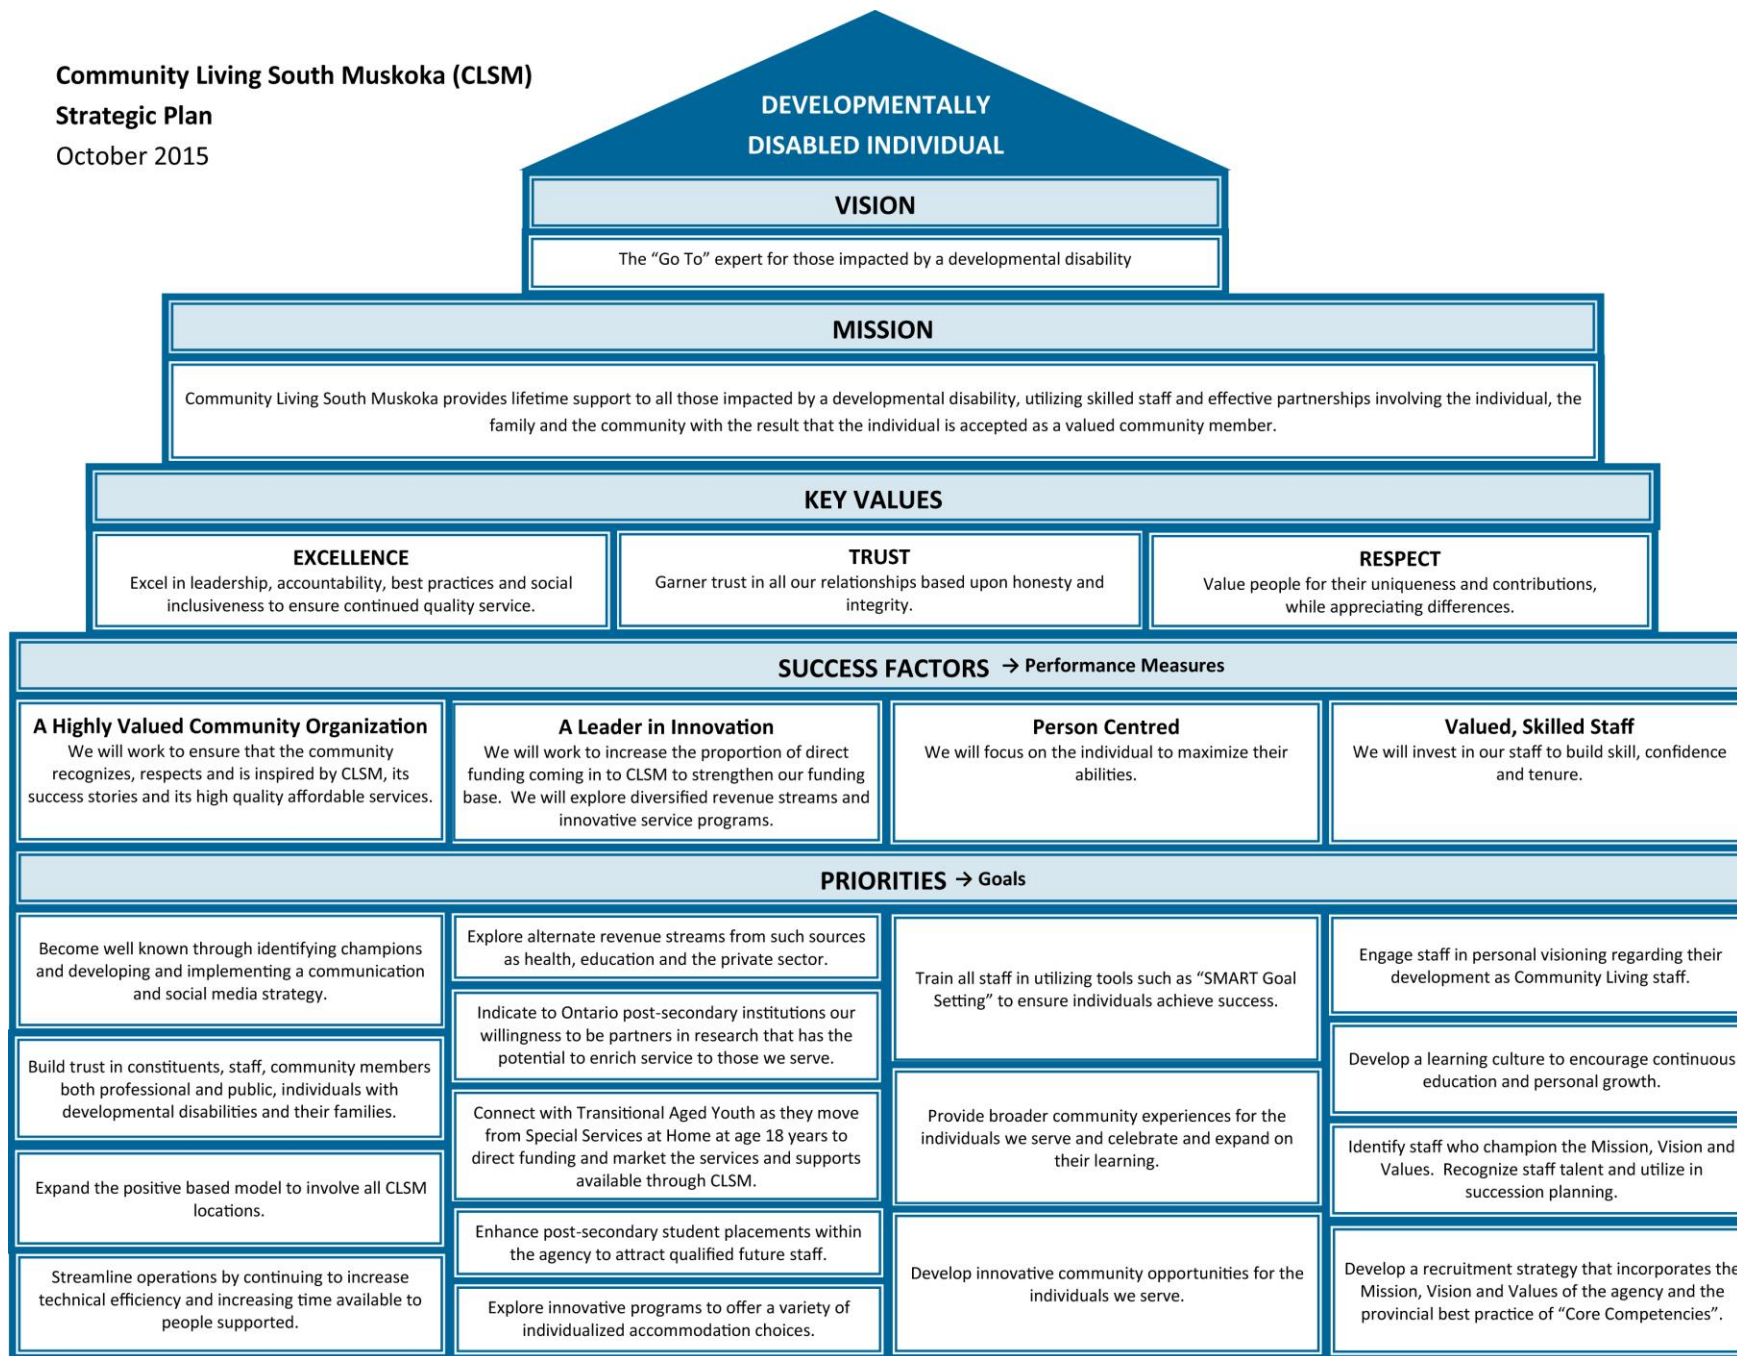 Community Living South Muskoka (CLSM)
Strategic Plan
October 2015
DEVELOPMENTALLY
DISABLED INDIVIDUAL
VISION
The “Go To” expert for those impacted by a developmental disability
MISSION
Community Living South Muskoka provides lifetime support to all those impacted by a developmental disability, utilizing skilled staff and effective partnerships involving the individual, the
family and the community with the result that the individual is accepted as a valued community member.
KEY VALUES
EXCELLENCE
Excel in leadership, accountability, best practices and social
inclusiveness to ensure continued quality service.
TRUST
Garner trust in all our relationships based upon honesty and
integrity.
RESPECT
Value people for their uniqueness and contributions,
while appreciating differences.
SUCCESS FACTORS → Performance Measures
A Highly Valued Community Organization
We will work to ensure that the community
recognizes, respects and is inspired by CLSM, its
success stories and its high quality affordable services.
A Leader in Innovation
We will work to increase the proportion of direct
funding coming in to CLSM to strengthen our funding
base.  We will explore diversified revenue streams and
innovative service programs.
Person Centred
We will focus on the individual to maximize their
abilities.
Valued, Skilled Staff
We will invest in our staff to build skill, confidence
and tenure.
PRIORITIES → Goals
Become well known through identifying champions
and developing and implementing a communication
and social media strategy.
Build trust in constituents, staff, community members
both professional and public, individuals with
developmental disabilities and their families.
Expand the positive based model to involve all CLSM
locations.
Streamline operations by continuing to increase
technical efficiency and increasing time available to
people supported.
Explore alternate revenue streams from such sources
as health, education and the private sector.
Indicate to Ontario post-secondary institutions our
willingness to be partners in research that has the
potential to enrich service to those we serve.
Connect with Transitional Aged Youth as they move
from Special Services at Home at age 18 years to
direct funding and market the services and supports
available through CLSM.
Enhance post-secondary student placements within
the agency to attract qualified future staff.
Explore innovative programs to offer a variety of
individualized accommodation choices.
Train all staff in utilizing tools such as “SMART Goal
Setting” to ensure individuals achieve success.
Provide broader community experiences for the
individuals we serve and celebrate and expand on
their learning.
Develop innovative community opportunities for the
individuals we serve.
Engage staff in personal visioning regarding their
development as Community Living staff.
Develop a learning culture to encourage continuous
education and personal growth.
Identify staff who champion the Mission, Vision and
Values.  Recognize staff talent and utilize in
succession planning.
Develop a recruitment strategy that incorporates the
Mission, Vision and Values of the agency and the
provincial best practice of “Core Competencies”.